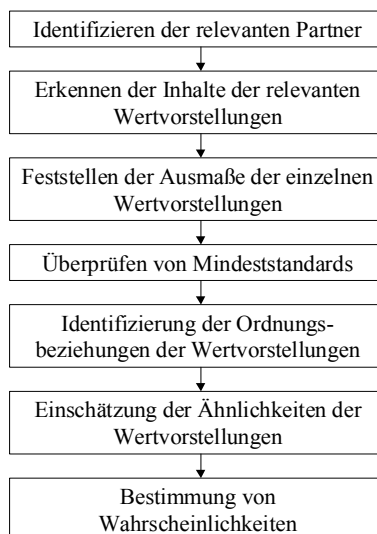 Identifizieren der relevanten Partner
Erkennen der Inhalte der relevanten
Wertvorstellungen
Feststellen der Ausmaße der einzelnen
Wertvorstellungen
Überprüfen von Mindeststandards
Identifizierung der Ordnungs-
beziehungen der Wertvorstellungen
Einschätzung der Ähnlichkeiten der
Wertvorstellungen
Bestimmung von
Wahrscheinlichkeiten